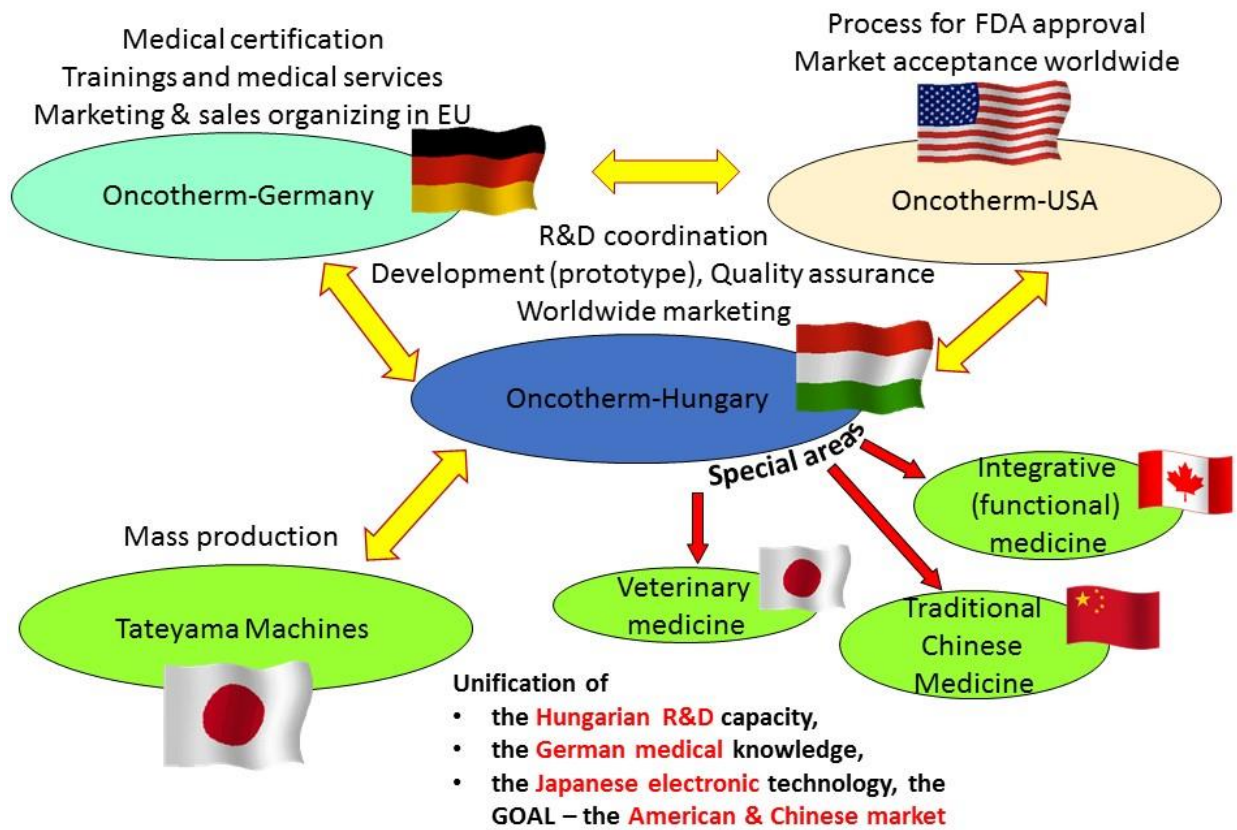 Medical certification
Trainings and medical services
Marketing & sales organizing in EU
Oncotherm-Germany
Process for FDA approval
Market acceptance worldwide
Oncotherm-USA
R&D coordination
Development (prototype), Quality assurance
Worldwide marketing
Oncotherm-Hungary
Special areas
Integrative
(functional)
medicine
Mass production
Tateyama Machines
Veterinary
medicine
Traditional
Chinese
Medicine
Unification of
• the Hungarian R&D capacity,
• the German medical knowledge,
• the Japanese electronic technology, the
GOAL – the American & Chinese market